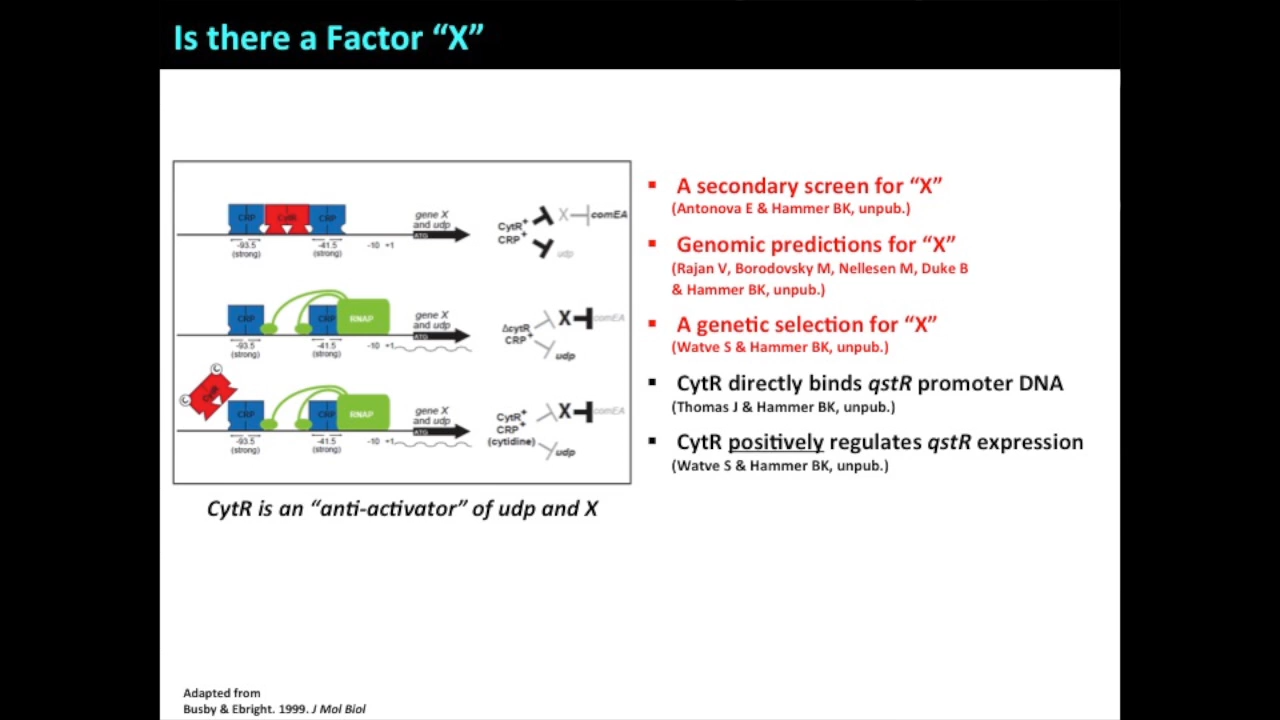 Is there a Factor “X”
CRP CytR CRP
gene X
and udp
ATG
-93.5
(strong)
-41.5
(strong)
-10 +1
CytR+
CRP+
X comEA
udp
CRP CRP RNAP
gene X
and udp
ATG
-93.5
(strong)
-41.5
(strong)
-10 +1
ΔcytR
CRP+
X comEA
udp
C
CytR
C
CRP CRP RNAP
gene X
and udp
ATG
-93.5
(strong)
-41.5
(strong)
-10 +1
CytR+
CRP+
(cytidine)
X comEA
udp
CytR is an “anti-activator” of udp and X
▪ A secondary screen for “X”
(Antonova E & Hammer BK, unpub.)
▪ Genomic predictions for “X”
(Rajan V, Borodovsky M, Nellesen M, Duke B
& Hammer BK, unpub.)
▪ A genetic selection for “X”
(Watve S & Hammer BK, unpub.)
▪ CytR directly binds qstR promoter DNA
(Thomas J & Hammer BK, unpub.)
▪ CytR positively regulates qstR expression
(Watve S & Hammer BK, unpub.)
Adapted from
Busby & Ebright. 1999. J Mol Biol